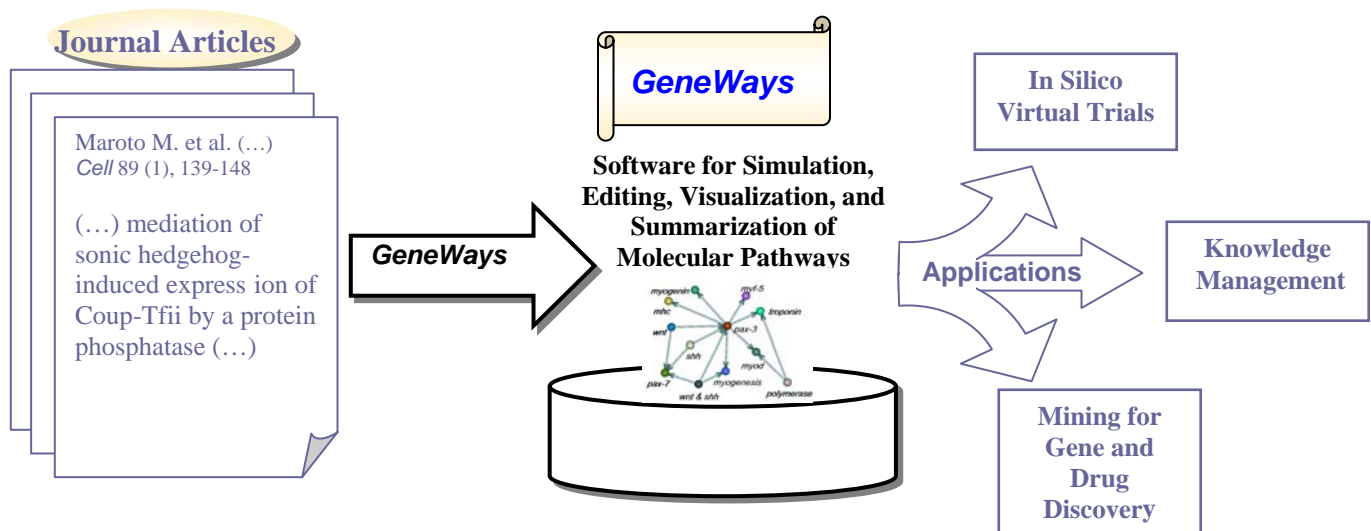 Journal Articles
Maroto M. et al. (…)
Cell 89 (1), 139-148
(…) mediation of
sonic hedgehog-
induced express ion of
Coup-Tfii by a protein
phosphatase (…)
GeneWays
GeneWays
Software for Simulation,
Editing, Visualization, and
Summarization of
Molecular Pathways
myogenin
myf-5
mhc
troponin
wnt
pax-3
shh
myod
pax-7
myogenesis
wnt & shh
polymerase
Applications
In Silico
Virtual Trials
Knowledge
Management
Mining for
Gene and
Drug
Discovery